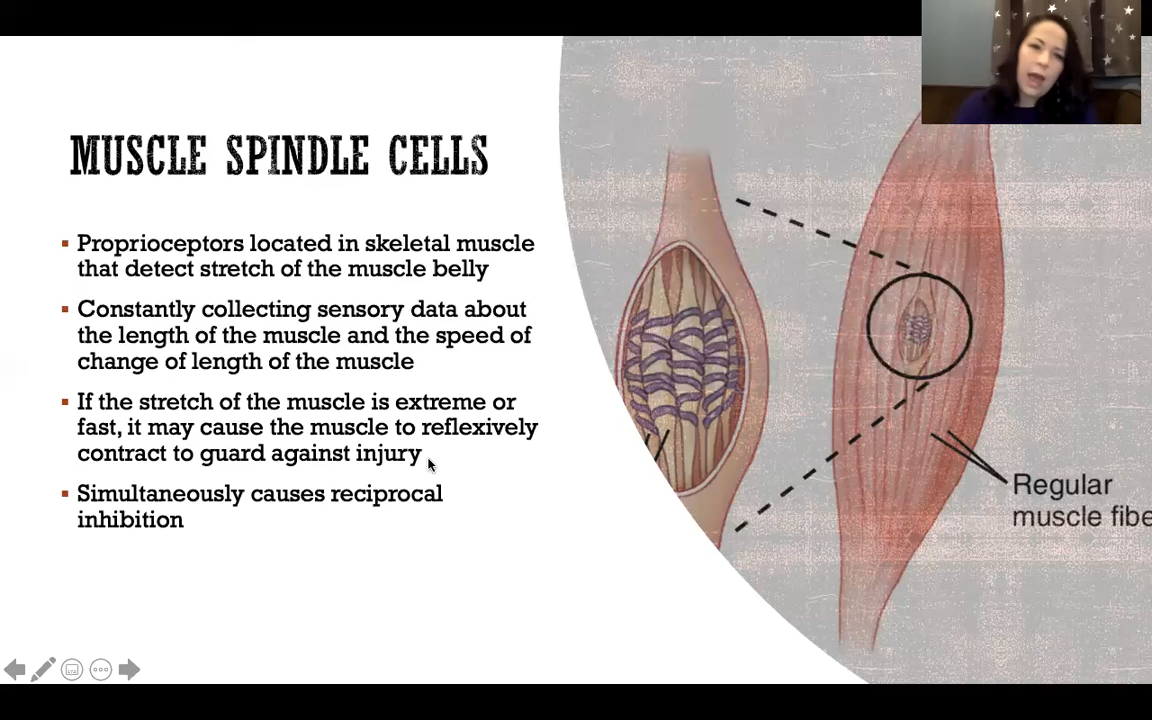 MUSCLE SPINDLE CELLS
▪ Proprioceptors located in skeletal muscle
that detect stretch of the muscle belly
▪ Constantly collecting sensory data about
the length of the muscle and the speed of
change of length of the muscle
▪ If the stretch of the muscle is extreme or
fast, it may cause the muscle to reflexively
contract to guard against injury
▪ Simultaneously causes reciprocal
inhibition
Regular
muscle fibe